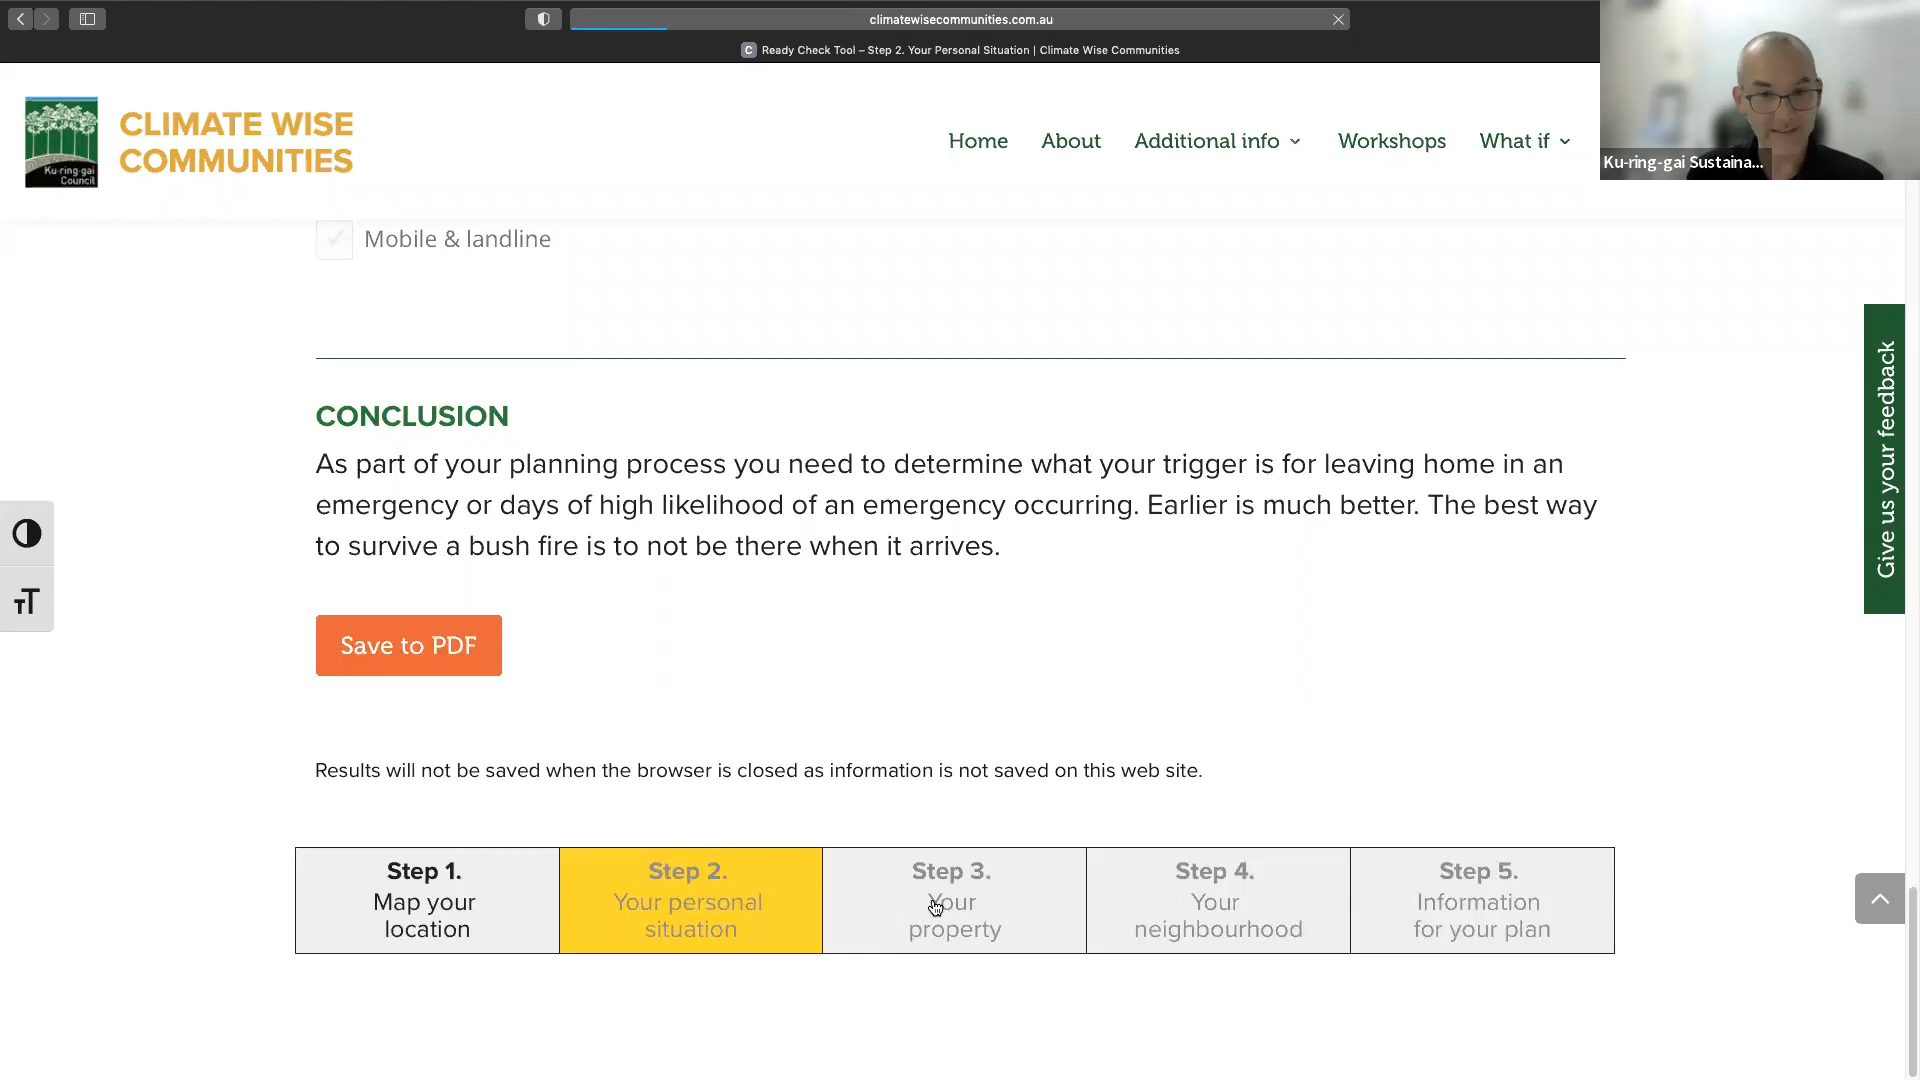 climatewisecommunities.com.au
C Ready Check Tool – Step 2. Your Personal Situation | Climate Wise Communities
Ku-ring-gai
Council
CLIMATE WISE
COMMUNITIES
Home About Additional info Workshops What if
Ku-ring-gai Sustaina...
Mobile & landline
CONCLUSION
As part of your planning process you need to determine what your trigger is for leaving home in an
emergency or days of high likelihood of an emergency occurring. Earlier is much better. The best way
to survive a bush fire is to not be there when it arrives.
Give us your feedback
TT
Save to PDF
Results will not be saved when the browser is closed as information is not saved on this web site.
Step 1.
Map your
location
Step 2.
Your personal
situation
Step 3.
Your
property
Step 4.
Your
neighbourhood
Step 5.
Information
for your plan